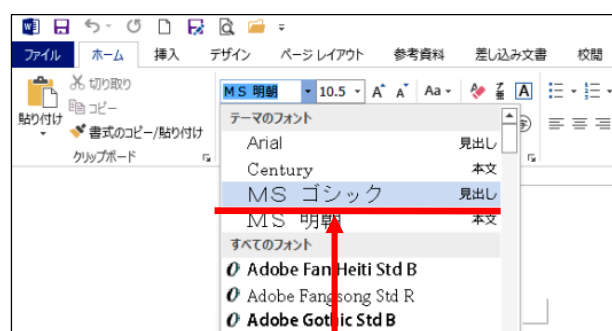 ファイル ホーム 挿入 デザイン ページ レイアウト 参考資料 差し込み文書 校閲
切り取り
コピー
貼り付け
書式のコピー/貼り付け
クリップボード
MS 明朝 10.5 A A Aa A
テーマのフォント
Arial 見出し
Century 本文
MS ゴシック 見出し
MS 明朝 本文
すべてのフォント
Adobe Fan Heiti Std B
Adobe Fangsong Std R
Adobe Gothic Std B